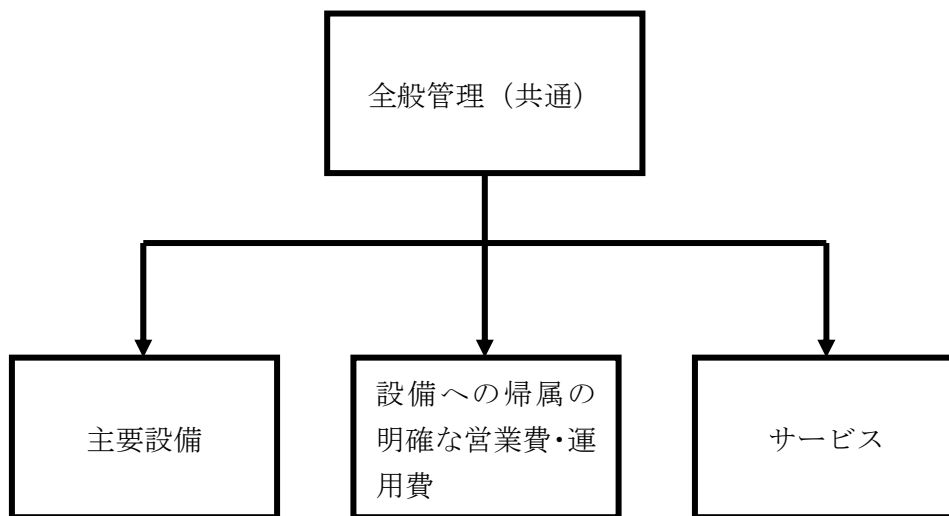 全般管理（共通）
主要設備
設備への帰属の
明確な営業費・運
用費
サービス